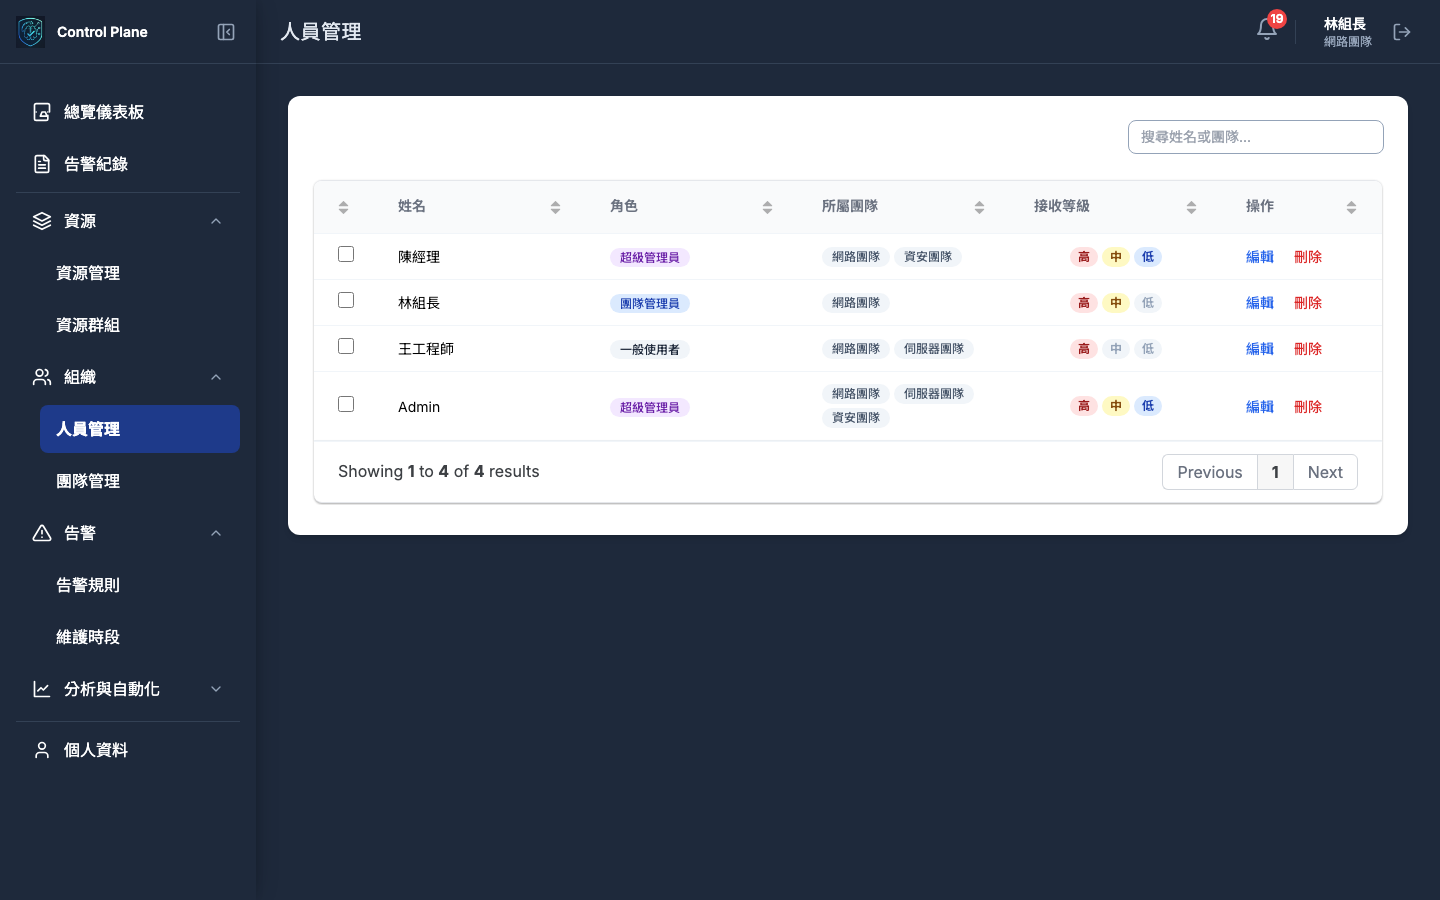 Control Plane
人員管理
19
林組長
網路團隊
總覽儀表板
告警紀錄
資源
資源管理
資源群組
組織
人員管理
團隊管理
告警
告警規則
維護時段
分析與自動化
個人資料
搜尋姓名或團隊...
姓名 角色 所屬團隊 接收等級 操作
陳經理 超級管理員 網路團隊 資安團隊 高 中 低 編輯 刪除
林組長 團隊管理員 網路團隊 高 中 低 編輯 刪除
王工程師 一般使用者 網路團隊 伺服器團隊 高 中 低 編輯 刪除
Admin 超級管理員 網路團隊 伺服器團隊 資安團隊 高 中 低 編輯 刪除
Showing 1 to 4 of 4 results
Previous 1 Next